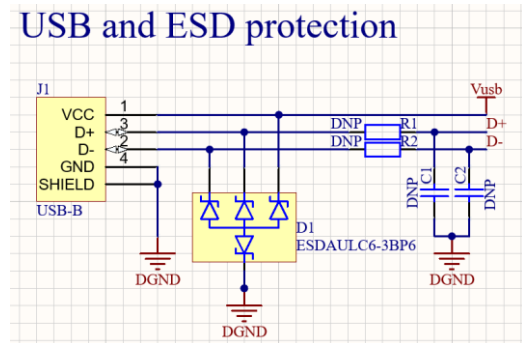 USB and ESD protection
J1
Vusb
VCC 1
D+ 3
D- 2
GND 4
SHIELD
USB-B
DNP R1 D+
DNP R2 D-
DNP C1 C2 DNP
D1
ESDAULC6-3BP6
DGND
DGND
DGND